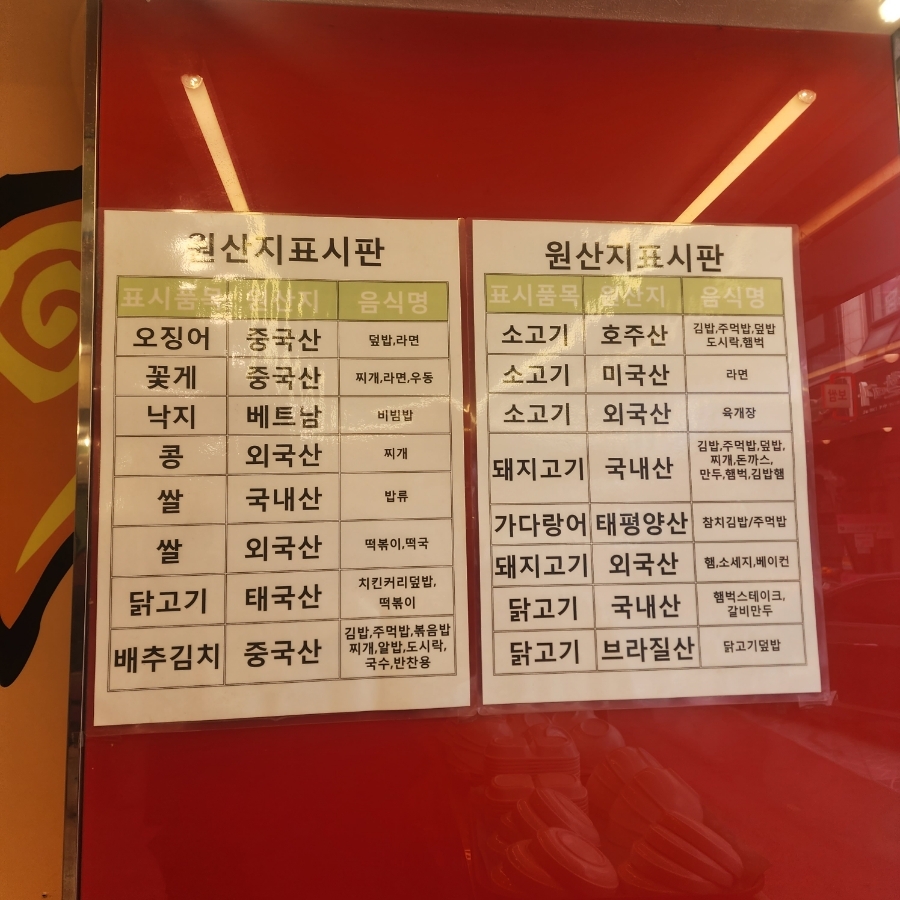 원산지표시판
표시품목 원산지 음식명
오징어 중국산 덮밥,라면
꽃게 중국산 찌개,라면,우동
낙지 베트남 비빔밥
콩 외국산 찌개
쌀 국내산 밥류
쌀 외국산 떡볶이,떡국
닭고기 태국산 치킨커리덮밥,
떡볶이
배추김치 중국산 김밥,주먹밥,볶음밥
찌개,알밥,도시락,
국수,반찬용
원산지표시판
표시품목 원산지 음식명
소고기 호주산 김밥,주먹밥,덮밥
도시락,햄벅
소고기 미국산 라면
소고기 외국산 육개장
돼지고기 국내산 김밥,주먹밥,덮밥,
찌개,돈까스,
만두,햄벅,김밥햄
가다랑어 태평양산 참치김밥/주먹밥
돼지고기 외국산 햄,소세지,베이컨
닭고기 국내산 햄벅스테이크,
갈비만두
닭고기 브라질산 닭고기덮밥